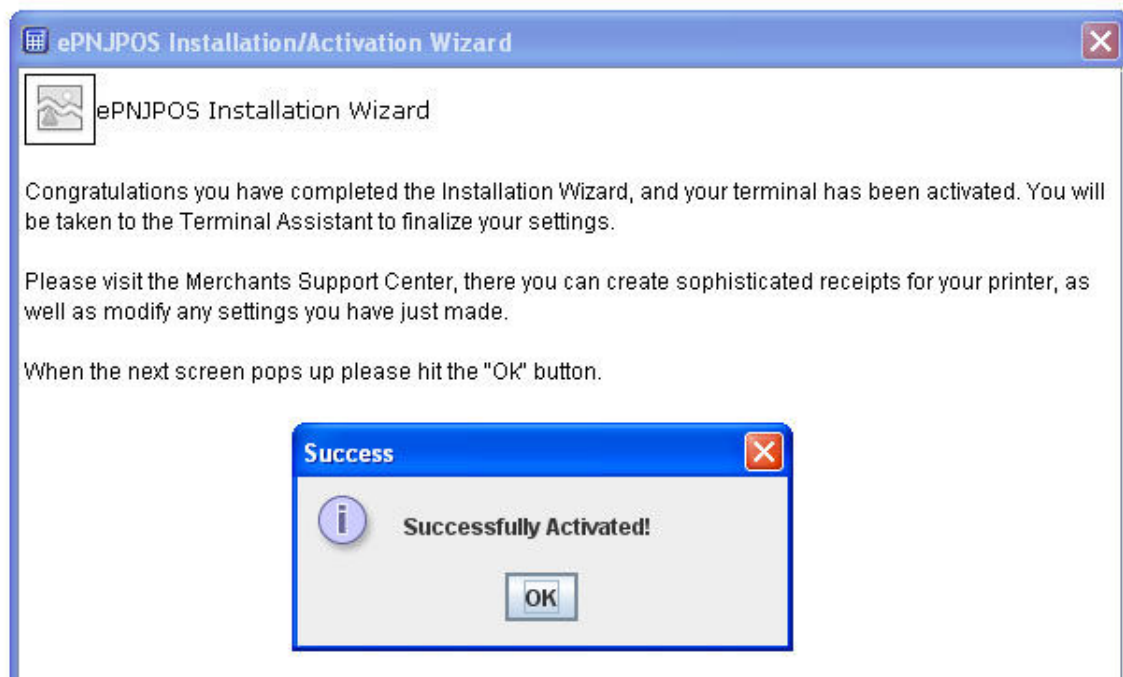 ePNJPOS Installation/Activation Wizard
ePNJPOS Installation Wizard
Congratulations you have completed the Installation Wizard, and your terminal has been activated. You will
be taken to the Terminal Assistant to finalize your settings.
Please visit the Merchants Support Center, there you can create sophisticated receipts for your printer, as
well as modify any settings you have just made.
When the next screen pops up please hit the "Ok" button.
Success
i
Successfully Activated!
OK